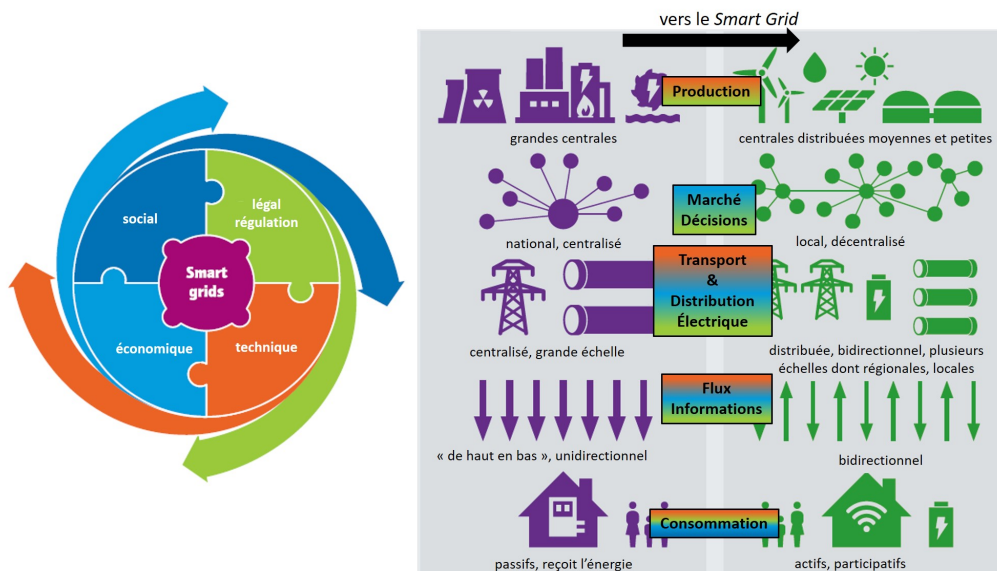 vers le Smart Grid
social
légal
régulation
Smart
grids
économique
technique
Production
grandes centrales
centrales distribuées moyennes et petites
Marché
Décisions
national, centralisé
local, décentralisé
Transport
&
Distribution
Électrique
centralisé, grande échelle
distribuée, bidirectionnel, plusieurs
échelles dont régionales, locales
Flux
Informations
« de haut en bas », unidirectionnel
bidirectionnel
Consommation
passifs, reçoit l'énergie
actifs, participatifs